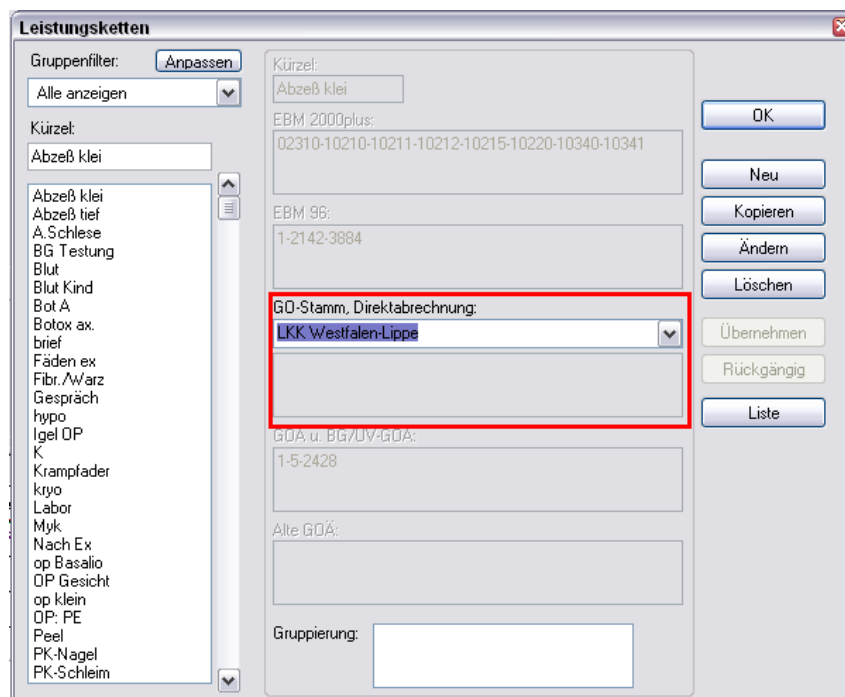 Leistungsketten
Gruppenfilter:
Anpassen
Alle anzeigen
Kürzel:
Abzeß klei
Abzeß klei
Abzeß tief
A.Schlese
BG Testung
Blut
Blut Kind
Bot A
Botox ax.
brief
Fäden ex
Fibr./Warz
Gespräch
hypo
Igel OP
K
Krampfader
kryo
Labor
Myk
Nach Ex
op Basalio
OP Gesicht
op klein
OP: PE
Peel
PK-Nagel
PK-Schleim
Kürzel:
Abzeß klei
EBM 2000plus:
02310-10210-10211-10212-10215-10220-10340-10341
EBM 96:
1-2142-3884
GO-Stamm, Direktabrechnung:
LKK Westfalen-Lippe
GOÄ u. BG/UV-GOÄ:
1-5-2428
Alte GOÄ:
Gruppierung:
OK
Neu
Kopieren
Ändern
Löschen
Übernehmen
Rückgängig
Liste